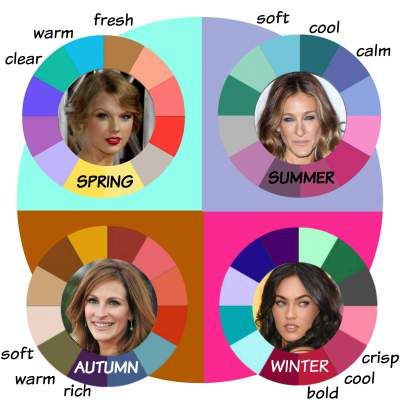 fresh
warm
clear
SPRING
soft
cool
calm
SUMMER
soft
warm
rich
AUTUMN
crisp
cool
bold
WINTER